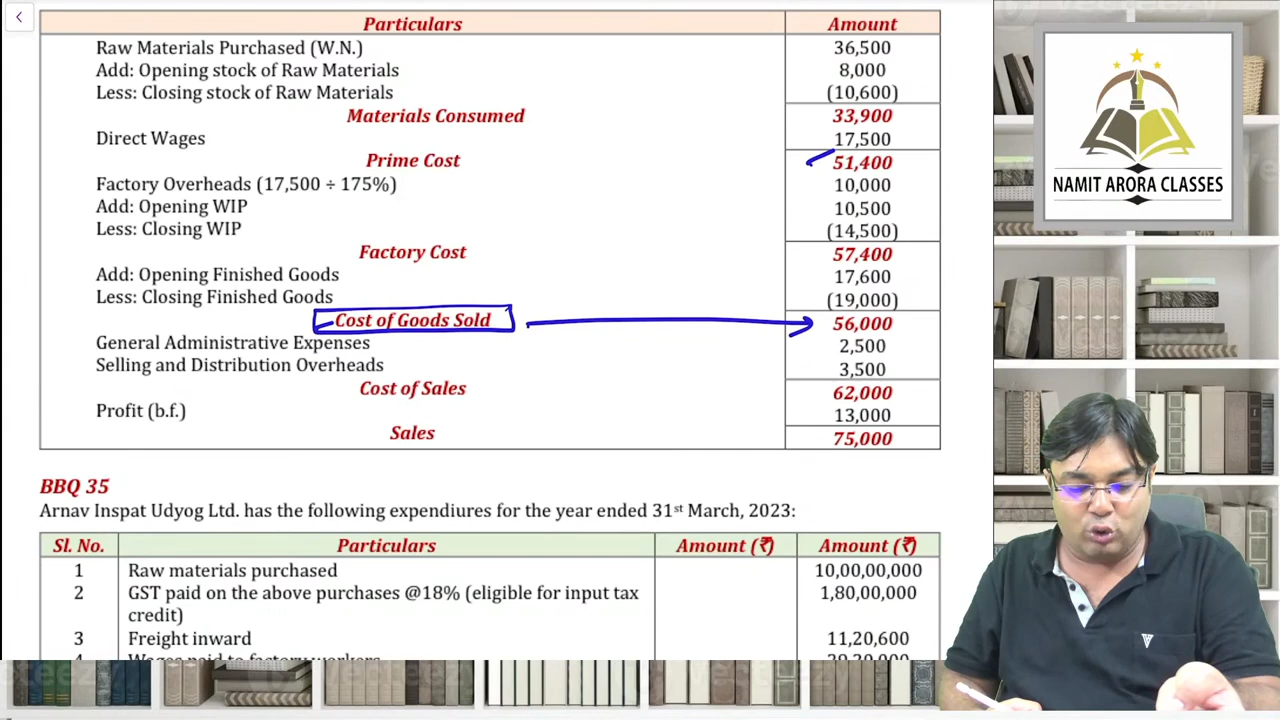 Particulars Amount
Raw Materials Purchased (W.N.) 36,500
Add: Opening stock of Raw Materials 8,000
Less: Closing stock of Raw Materials (10,600)
Materials Consumed 33,900
Direct Wages 17,500
Prime Cost 51,400
Factory Overheads (17,500 ÷ 175%) 10,000
Add: Opening WIP 10,500
Less: Closing WIP (14,500)
Factory Cost 57,400
Add: Opening Finished Goods 17,600
Less: Closing Finished Goods (19,000)
Cost of Goods Sold 56,000
General Administrative Expenses 2,500
Selling and Distribution Overheads 3,500
Cost of Sales 62,000
Profit (b.f.) 13,000
Sales 75,000
BBQ 35
Arnav Inspat Udyog Ltd. has the following expendiures for the year ended 31st March, 2023:
Sl. No. Particulars Amount (₹) Amount (₹)
1 Raw materials purchased 10,00,00,000
2 GST paid on the above purchases @18% (eligible for input tax 1,80,00,000
credit)
3 Freight inward 11,20,600
NAMIT ARORA CLASSES